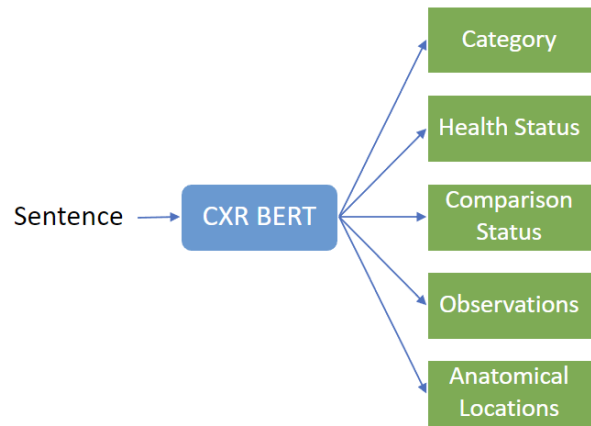 Sentence
CXR BERT
Category
Health Status
Comparison
Status
Observations
Anatomical
Locations